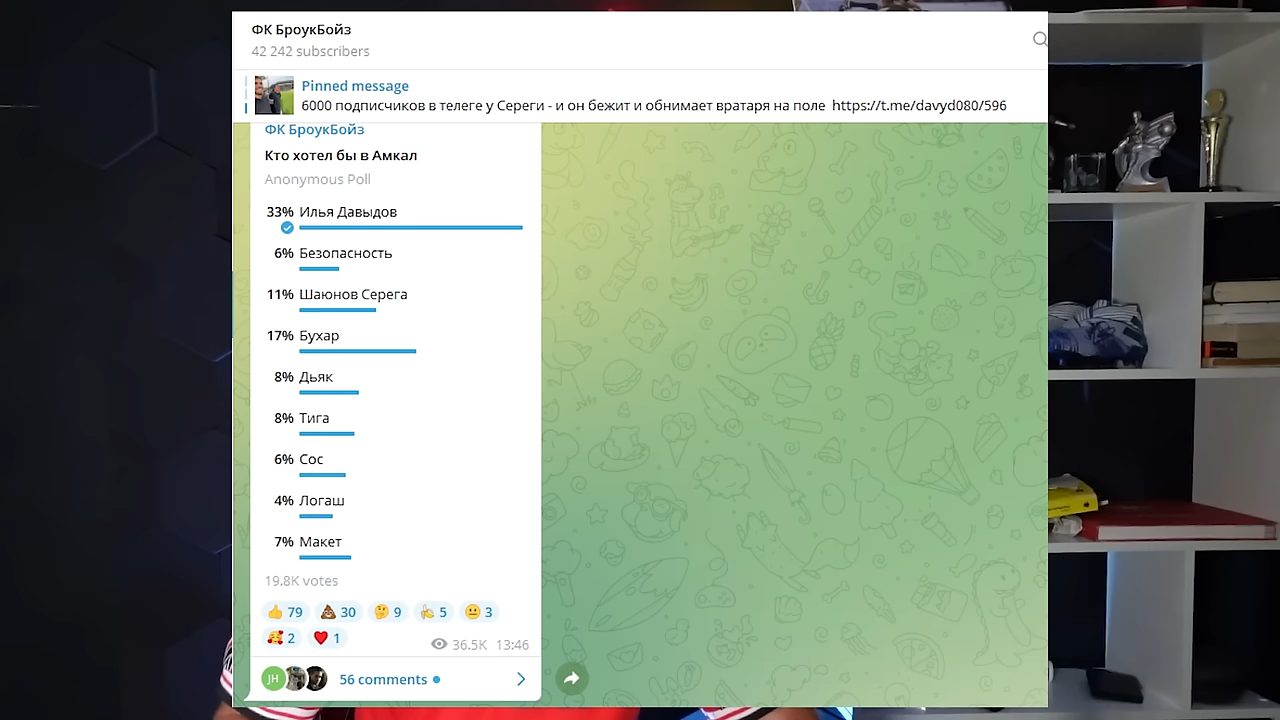 ФК БроукБойз
42 242 subscribers
Pinned message
6000 подписчиков в телеге у Сереги - и он бежит и обнимает вратаря на поле https://t.me/davyd080/596
ФК БроукБойз
Кто хотел бы в Амкал
Anonymous Poll
33% Илья Давыдов
6% Безопасность
11% Шаюнов Серега
17% Бухар
8% Дьяк
8% Тига
6% Сос
4% Логаш
7% Макет
19.8K votes
👍 79 💩 30 🤔 9 🍌 5 😐 3
🥰 2 ❤️ 1 36.5K 13:46
JH 56 comments